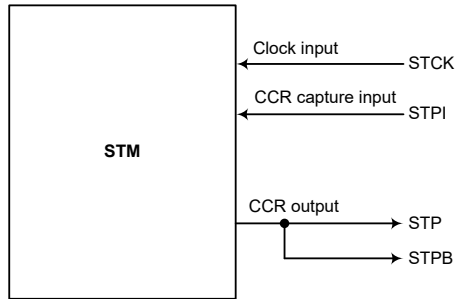 Clock input
STCK
CCR capture input
STPI
STM
CCR output
STP
STPB